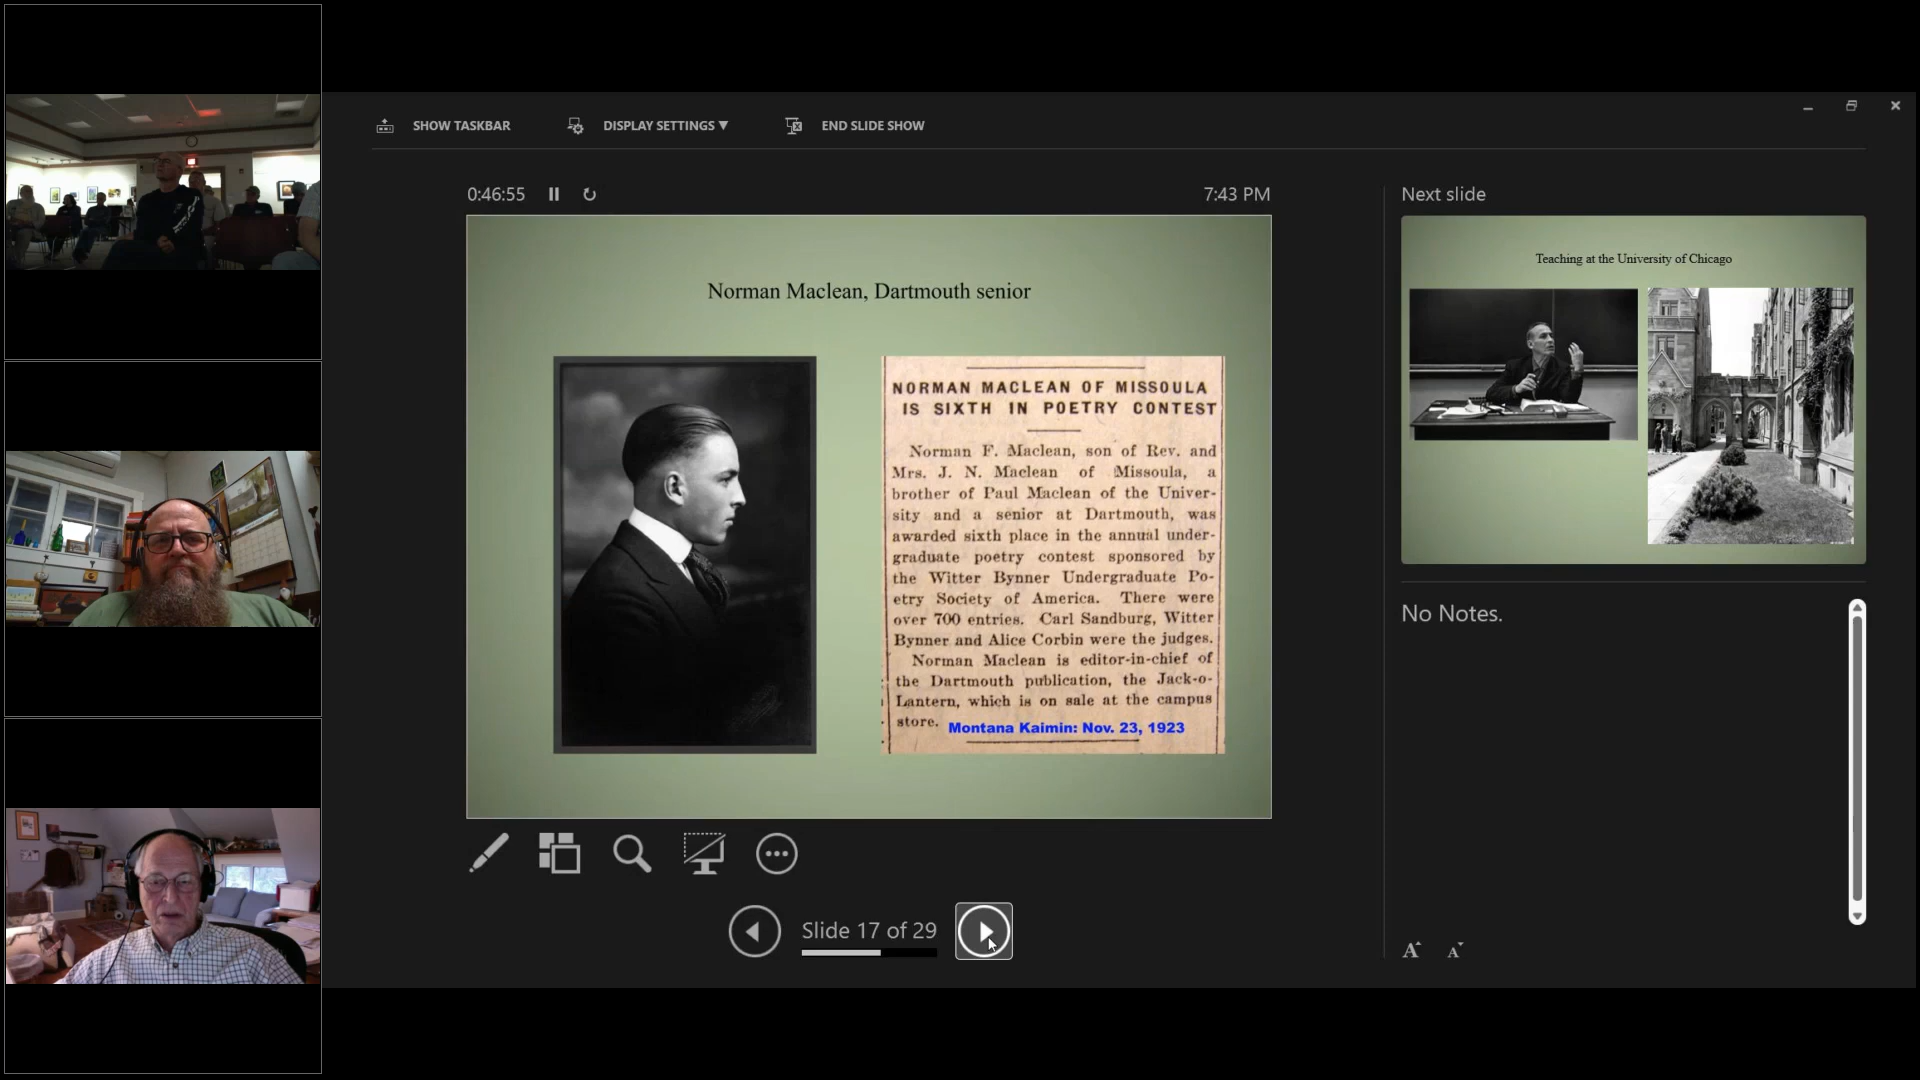 SHOW TASKBAR
DISPLAY SETTINGS ▼
END SLIDE SHOW
0:46:55
7:43 PM
Norman Maclean, Dartmouth senior
NORMAN MACLEAN OF MISSOULA
IS SIXTH IN POETRY CONTEST
Norman F. Maclean, son of Rev. and
Mrs. J. N. Maclean of Missoula, a
brother of Paul Maclean of the Univer-
sity and a senior at Dartmouth, was
awarded sixth place in the annual under-
graduate poetry contest sponsored by
the Witter Bynner Undergraduate Po-
etry Society of America. There were
over 700 entries. Carl Sandburg, Witter
Bynner and Alice Corbin were the judges.
Norman Maclean is editor-in-chief of
the Dartmouth publication, the Jack-o-
Lantern, which is on sale at the campus
store.
Montana Kaimin: Nov. 23, 1923
Slide 17 of 29
Next slide
Teaching at the University of Chicago
No Notes.
A
A